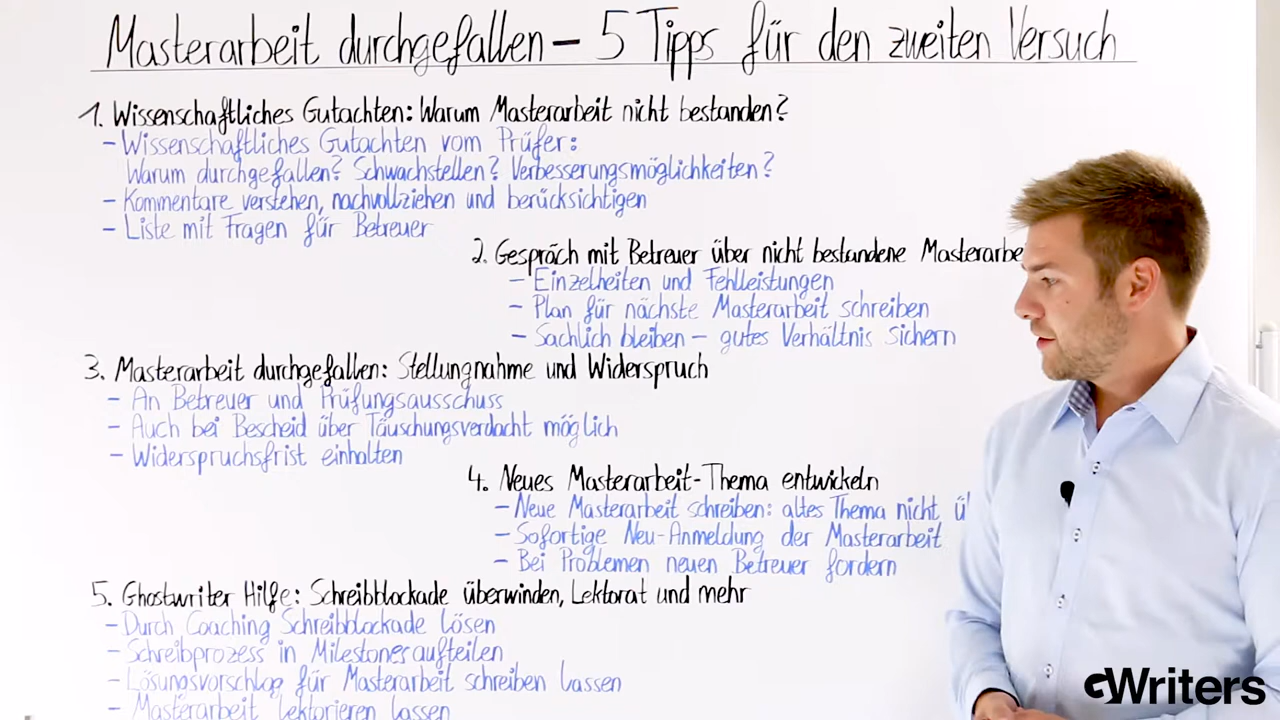 Masterarbeit durchgefallen – 5 Tipps für den zweiten Versuch
1. Wissenschaftliches Gutachten: Warum Masterarbeit nicht bestanden?
– Wissenschaftliches Gutachten vom Prüfer:
Warum durchgefallen? Schwachstellen? Verbesserungsmöglichkeiten?
– Kommentare verstehen, nachvollziehen und berücksichtigen
– Liste mit Fragen für Betreuer
2. Gespräch mit Betreuer über nicht bestandene Masterarbe
– Einzelheiten und Fehlleistungen
– Plan für nächste Masterarbeit schreiben
– Sachlich bleiben – gutes Verhältnis sichern
3. Masterarbeit durchgefallen: Stellungnahme und Widerspruch
– An Betreuer und Prüfungsausschuss
– Auch bei Bescheid über Täuschungsverdacht möglich
– Widerspruchsfrist einhalten
4. Neues Masterarbeit-Thema entwickeln
– Neue Masterarbeit schreiben: altes Thema nicht
– Sofortige Neu-Anmeldung der Masterarbeit
– Bei Problemen neuen Betreuer fordern
5. Ghostwriter Hilfe: Schreibblockade überwinden, Lektorat und mehr
– Durch Coaching Schreibblockade lösen
– Schreibprozess in Milestones aufteilen
– Lösungsvorschlag für Masterarbeit schreiben lassen
– Masterarbeit lektorieren lassen
GWriters